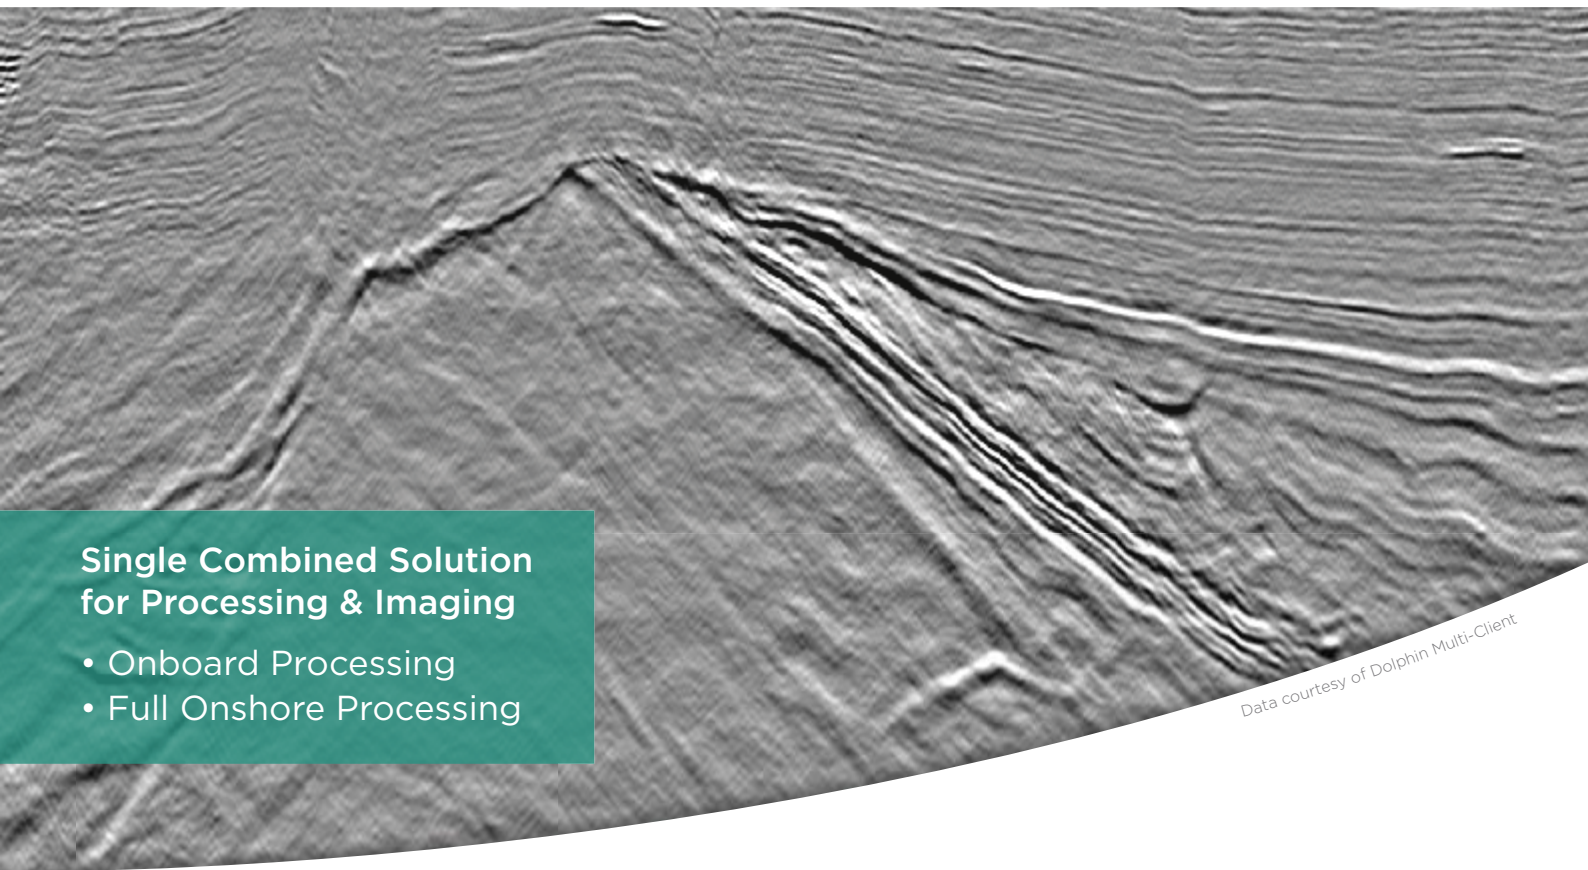 Single Combined Solution
for Processing & Imaging
• Onboard Processing
• Full Onshore Processing
Data courtesy of Dolphin Multi-Client